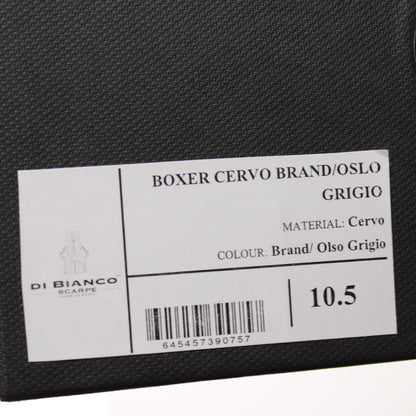 BOXER CERVO BRAND/OSLO
GRIGIO
MATERIAL: Cervo
COLOUR: Brand/ Olso Grigio
DI BIANCO
SCARPE
10.5
645457390757